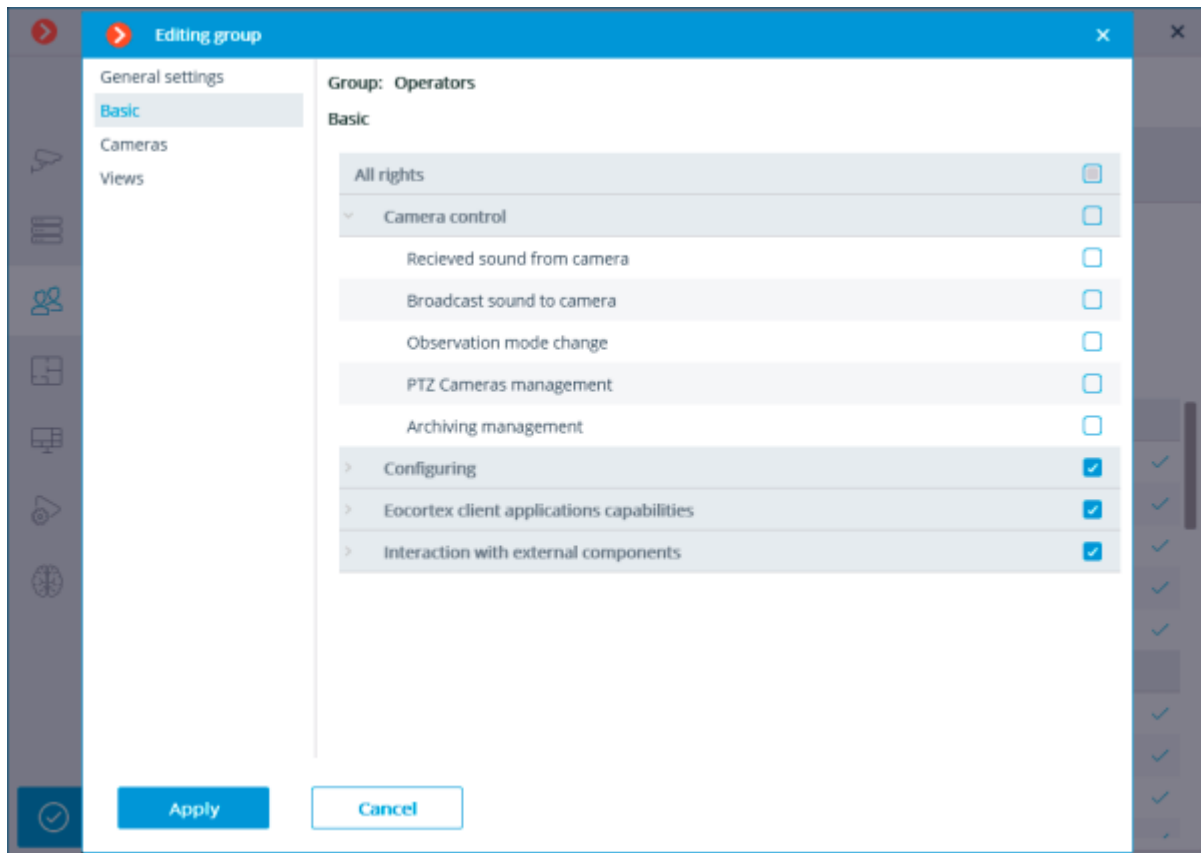 Editing group
General settings
Basic
Cameras
Views
Group: Operators
Basic
All rights
Camera control
Recieved sound from camera
Broadcast sound to camera
Observation mode change
PTZ Cameras management
Archiving management
Configuring
Eocortex client applications capabilities
Interaction with external components
Apply
Cancel